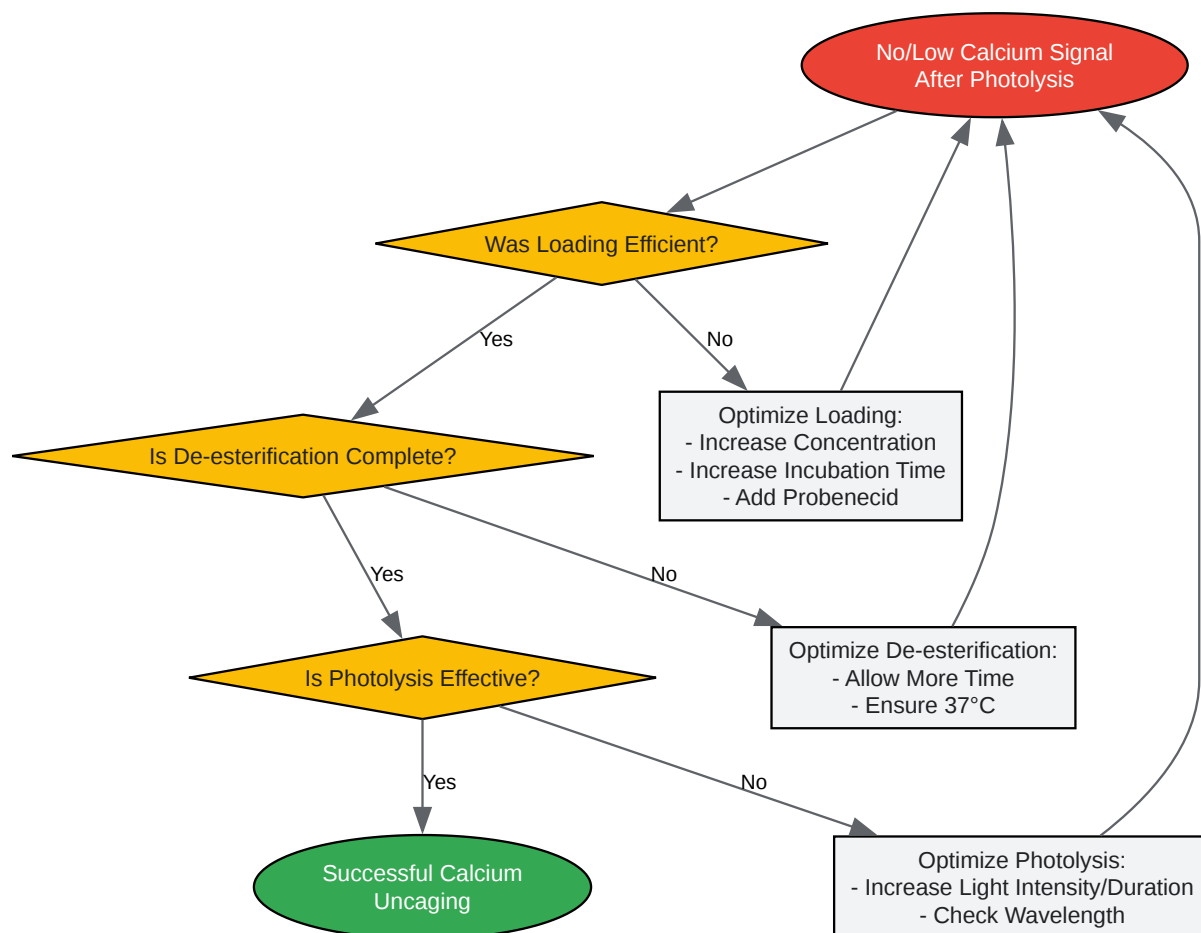 No/Low Calcium Signal
After Photolysis
Was Loading Efficient?
Yes
No
Optimize Loading:
- Increase Concentration
- Increase Incubation Time
- Add Probenecid
Is De-esterification Complete?
Yes
No
Optimize De-esterification:
- Allow More Time
- Ensure 37°C
Is Photolysis Effective?
Yes
No
Successful Calcium
Uncaging
Optimize Photolysis:
- Increase Light Intensity/Duration
- Check Wavelength